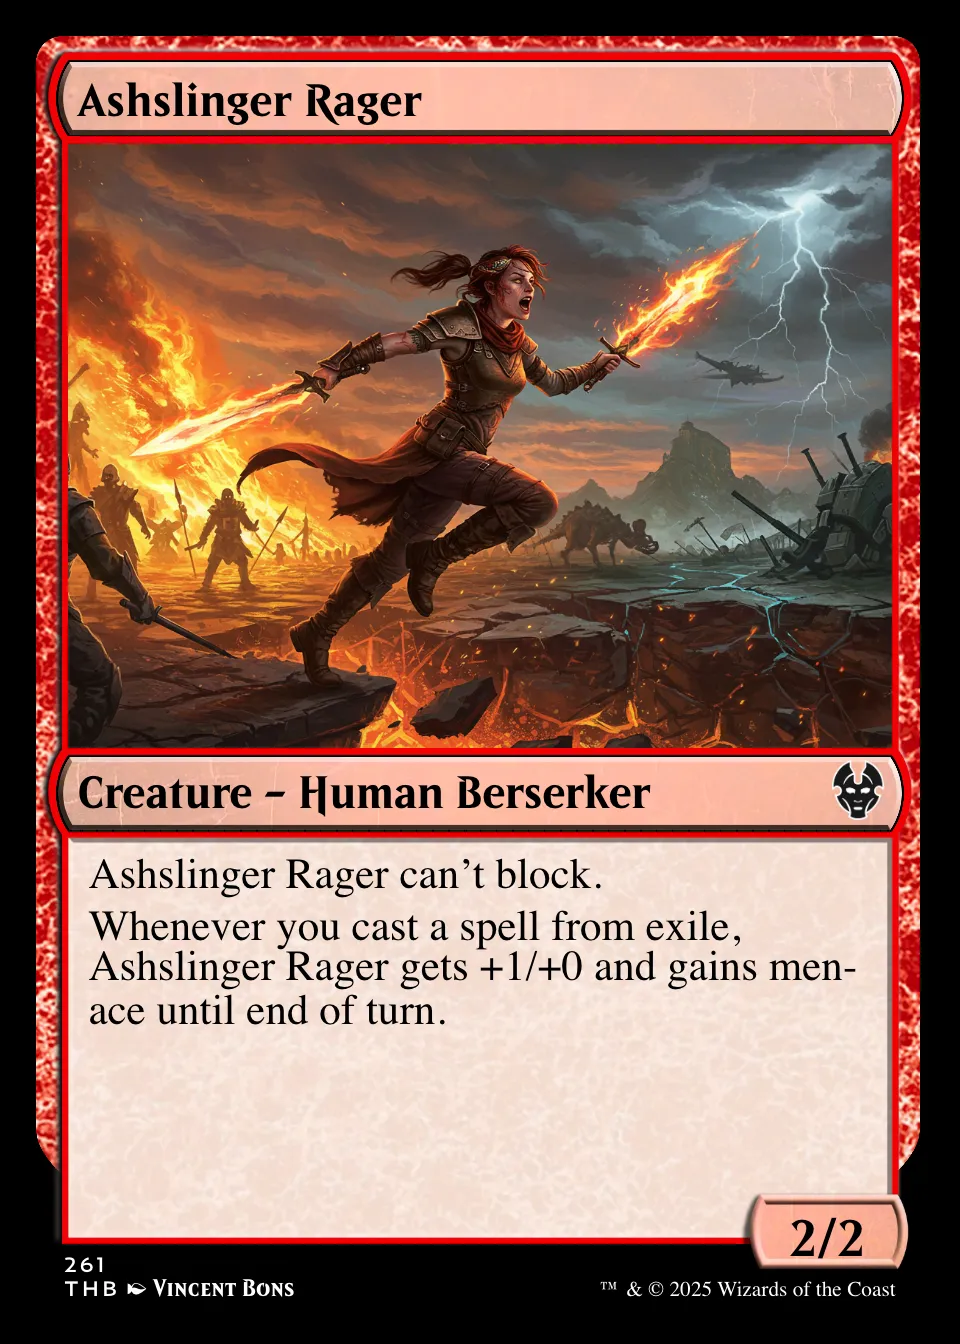 Ashslinger Rager
Creature – Human Berserker
Ashslinger Rager can’t block.
Whenever you cast a spell from exile,
Ashslinger Rager gets +1/+0 and gains men-
ace until end of turn.
2/2
261
THB VINCENT BONS
™ & © 2025 Wizards of the Coast